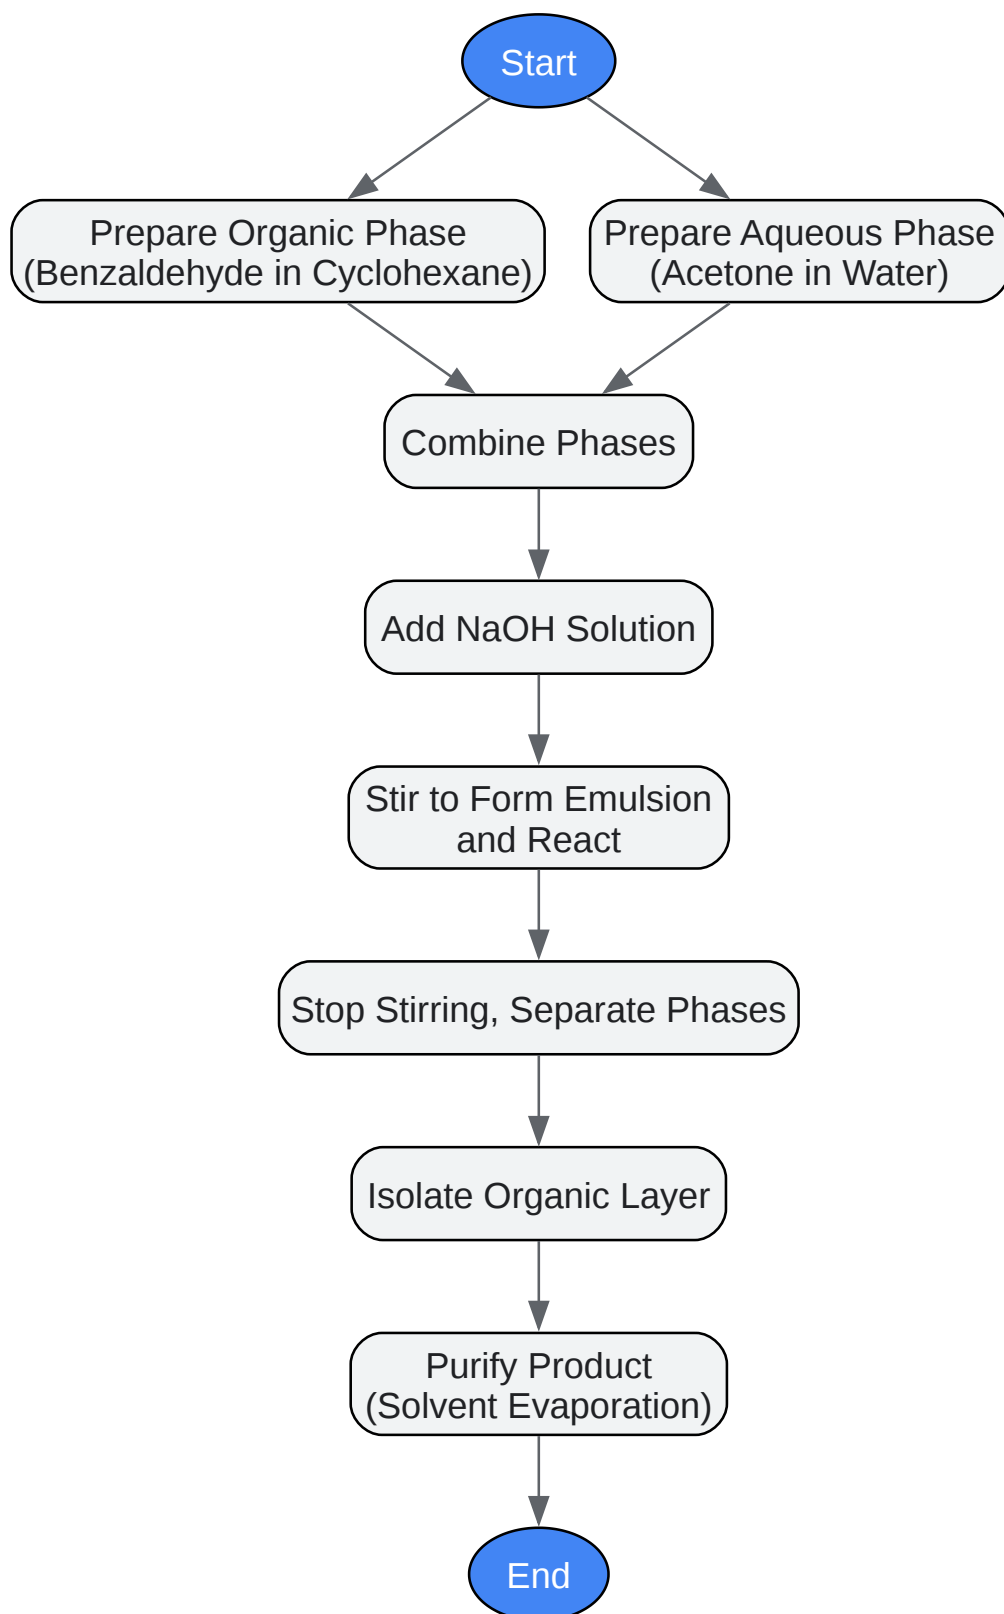 Start
Prepare Organic Phase
(Benzaldehyde in Cyclohexane)
Prepare Aqueous Phase
(Acetone in Water)
Combine Phases
Add NaOH Solution
Stir to Form Emulsion
and React
Stop Stirring, Separate Phases
Isolate Organic Layer
Purify Product
(Solvent Evaporation)
End